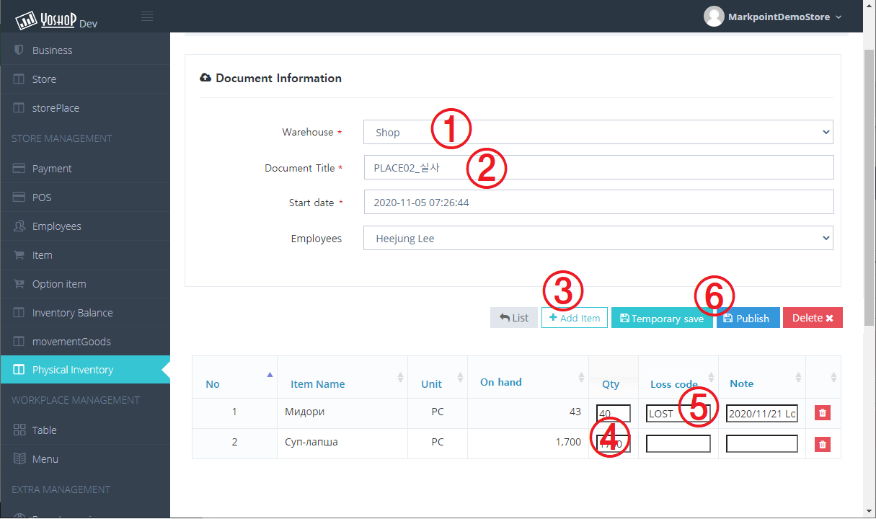 YOSHOP Dev
MarkpointDemoStore
Business
Store
storePlace
STORE MANAGEMENT
Payment
POS
Employees
Item
Option item
Inventory Balance
movementGoods
Physical Inventory
WORKPLACE MANAGEMENT
Table
Menu
EXTRA MANAGEMENT
Document Information
Warehouse * Shop ①
Document Title * PLACE02_실사 ②
Start date * 2020-11-05 07:26:44
Employees Heejung Lee
③ ⑥
List + Add Item Temporary save Publish Delete ✖
No Item Name Unit On hand Qty Loss code Note
1 Мидори PC 43 40 LOST ⑤ 2020/11/21 Lo
2 Суп-лапша PC 1,700 ④